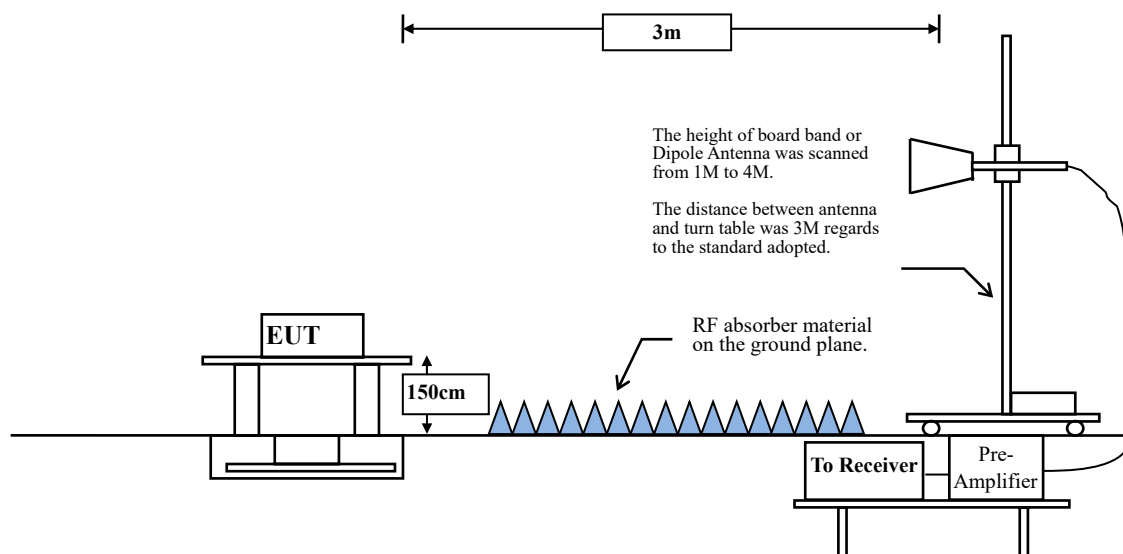 3m
The height of board band or
Dipole Antenna was scanned
from 1M to 4M.
The distance between antenna
and turn table was 3M regards
to the standard adopted.
EUT
RF absorber material
on the ground plane.
150cm
To Receiver
Pre-
Amplifier